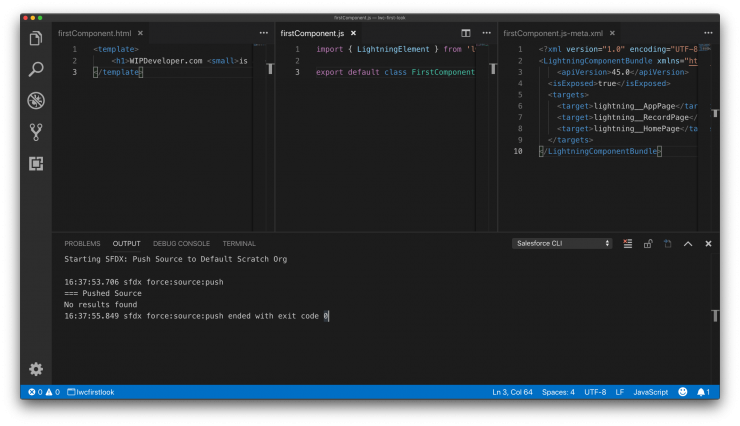 firstComponent.js — lwc-first-look
firstComponent.html ×
1 <template>
2 <h1>WIPDeveloper.com <small>is
3 </template>
firstComponent.js ×
1 import { LightningElement } from 'l
2
3 export default class FirstComponent
firstComponent.js-meta.xml ×
1 <?xml version="1.0" encoding="UTF-8
2 <LightningComponentBundle xmlns="ht
3 <apiVersion>45.0</apiVersion>
4 <isExposed>true</isExposed>
5 <targets>
6 <target>lightning__AppPage</tar
7 <target>lightning__RecordPage</
8 <target>lightning__HomePage</ta
9 </targets>
10 </LightningComponentBundle>
PROBLEMS OUTPUT DEBUG CONSOLE TERMINAL Salesforce CLI
Starting SFDX: Push Source to Default Scratch Org
16:37:53.706 sfdx force:source:push
=== Pushed Source
No results found
16:37:55.849 sfdx force:source:push ended with exit code 0
0 0 lwcfirstlook Ln 3, Col 64 Spaces: 4 UTF-8 LF JavaScript 1